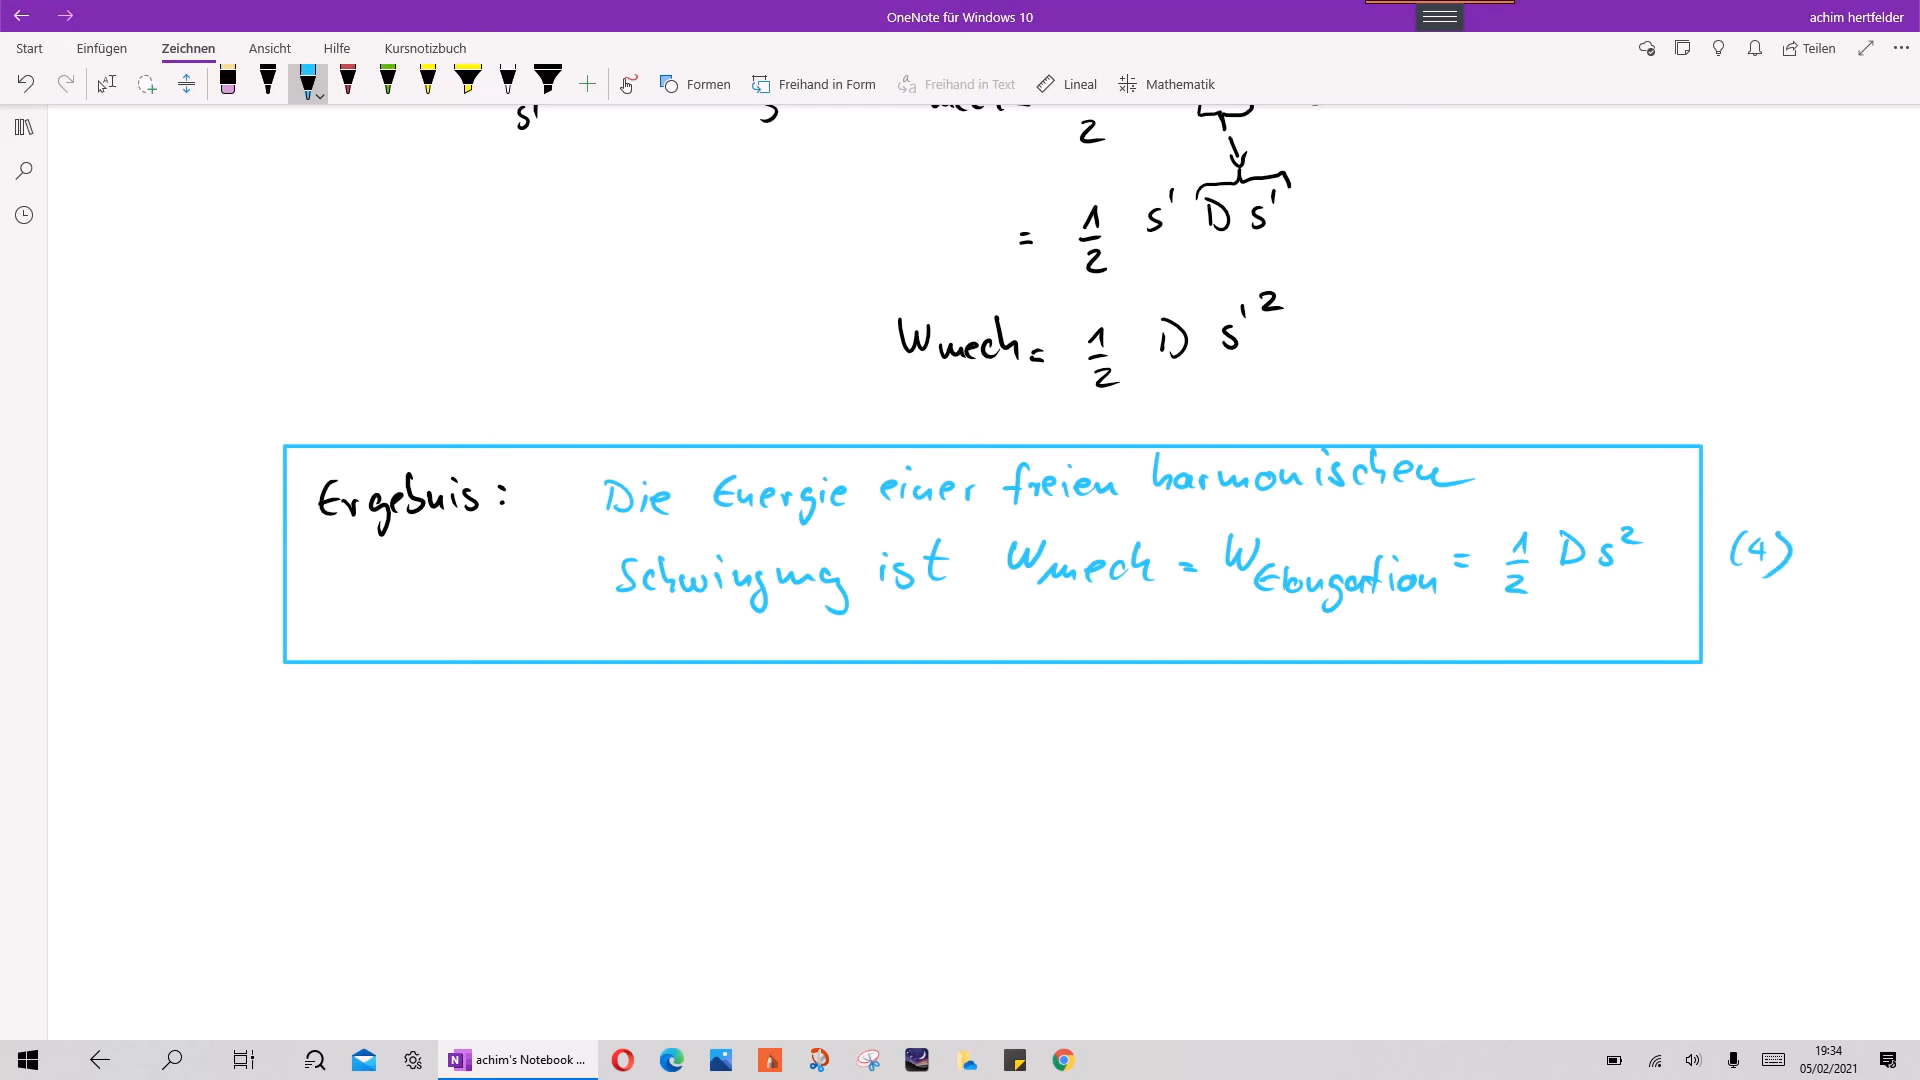 OneNote für Windows 10
achim hertfelder
Start Einfügen Zeichnen Ansicht Hilfe Kursnotizbuch
Teilen
Formen Freihand in Form Freihand in Text Lineal Mathematik
s'
2
= 1/2 s' D s'
Wmech = 1/2 D s'²
Ergebnis: Die Energie einer freien harmonischen
Schwingung ist Wmech = WElongation = 1/2 D s² (4)
achim's Notebook ...
19:34
05/02/2021